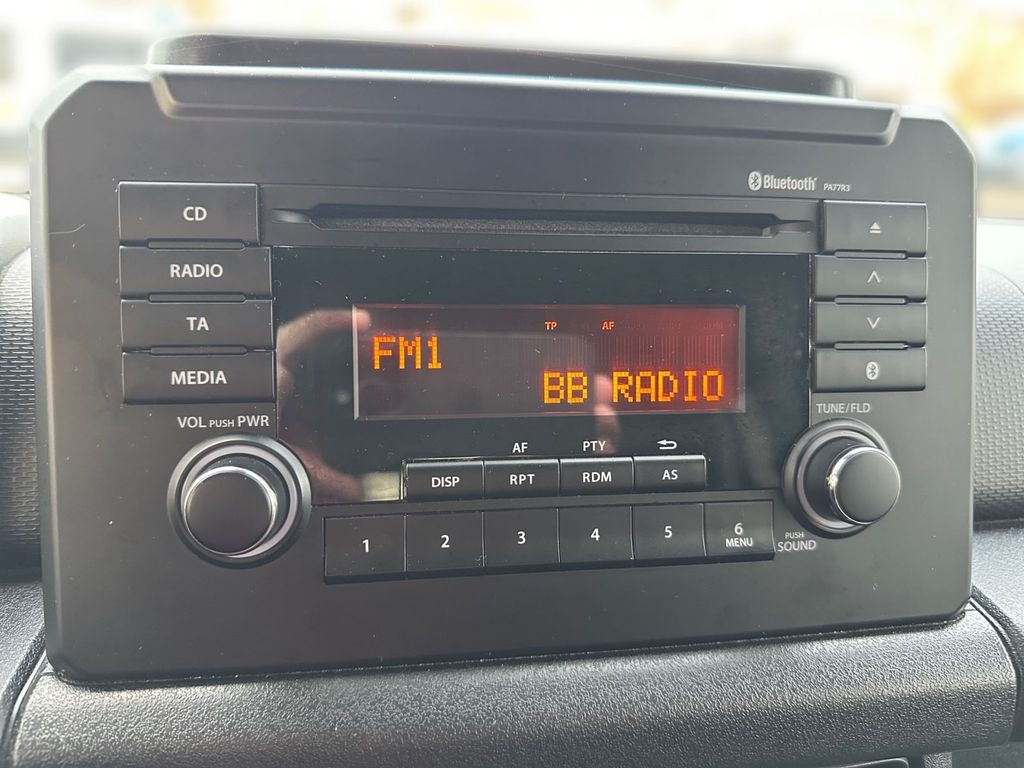 Bluetooth® PA77R3
CD
RADIO
TA
MEDIA
TP AF
FM1
BB RADIO
VOL PUSH PWR
TUNE/FLD
AF PTY
DISP RPT RDM AS
1 2 3 4 5 6
MENU
PUSH
SOUND